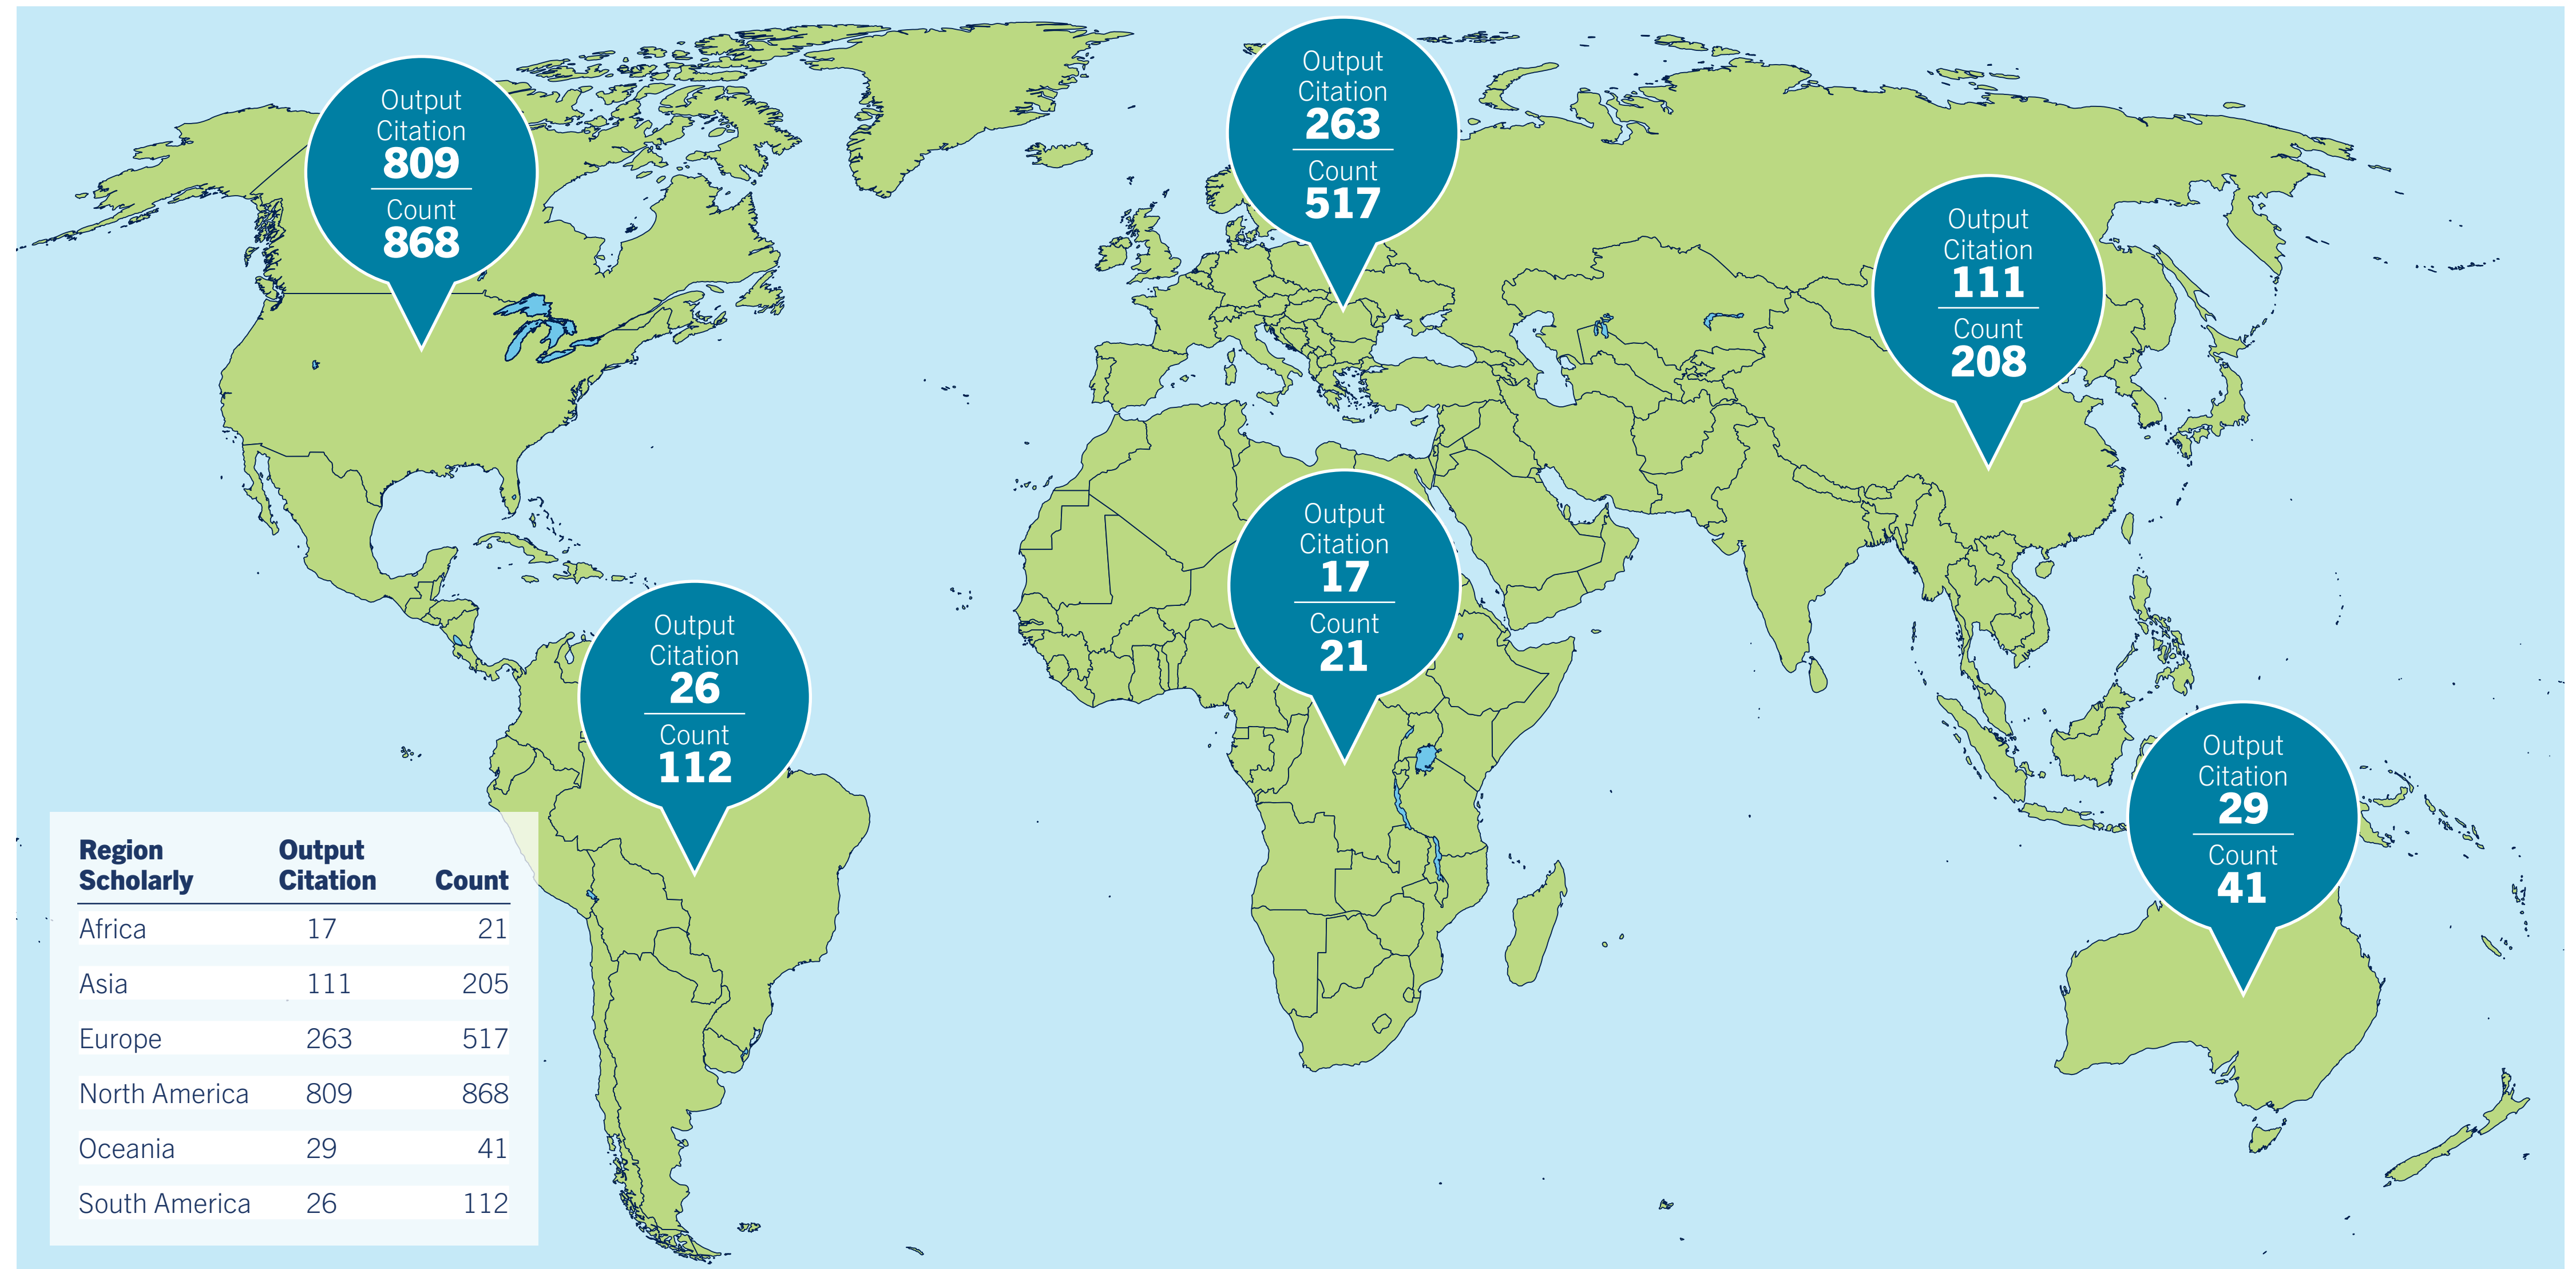 Output
Citation
809
Count
868
Output
Citation
263
Count
517
Output
Citation
111
Count
208
Output
Citation
17
Count
21
Output
Citation
26
Count
112
Output
Citation
29
Count
41
Region Output
Scholarly Citation Count
Africa 17 21
Asia 111 205
Europe 263 517
North America 809 868
Oceania 29 41
South America 26 112